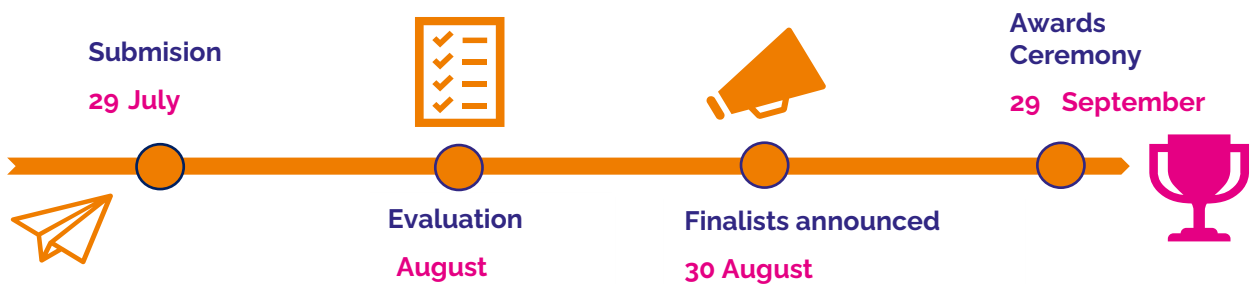 Submision
29 July
Evaluation
August
Finalists announced
30 August
Awards
Ceremony
29 September